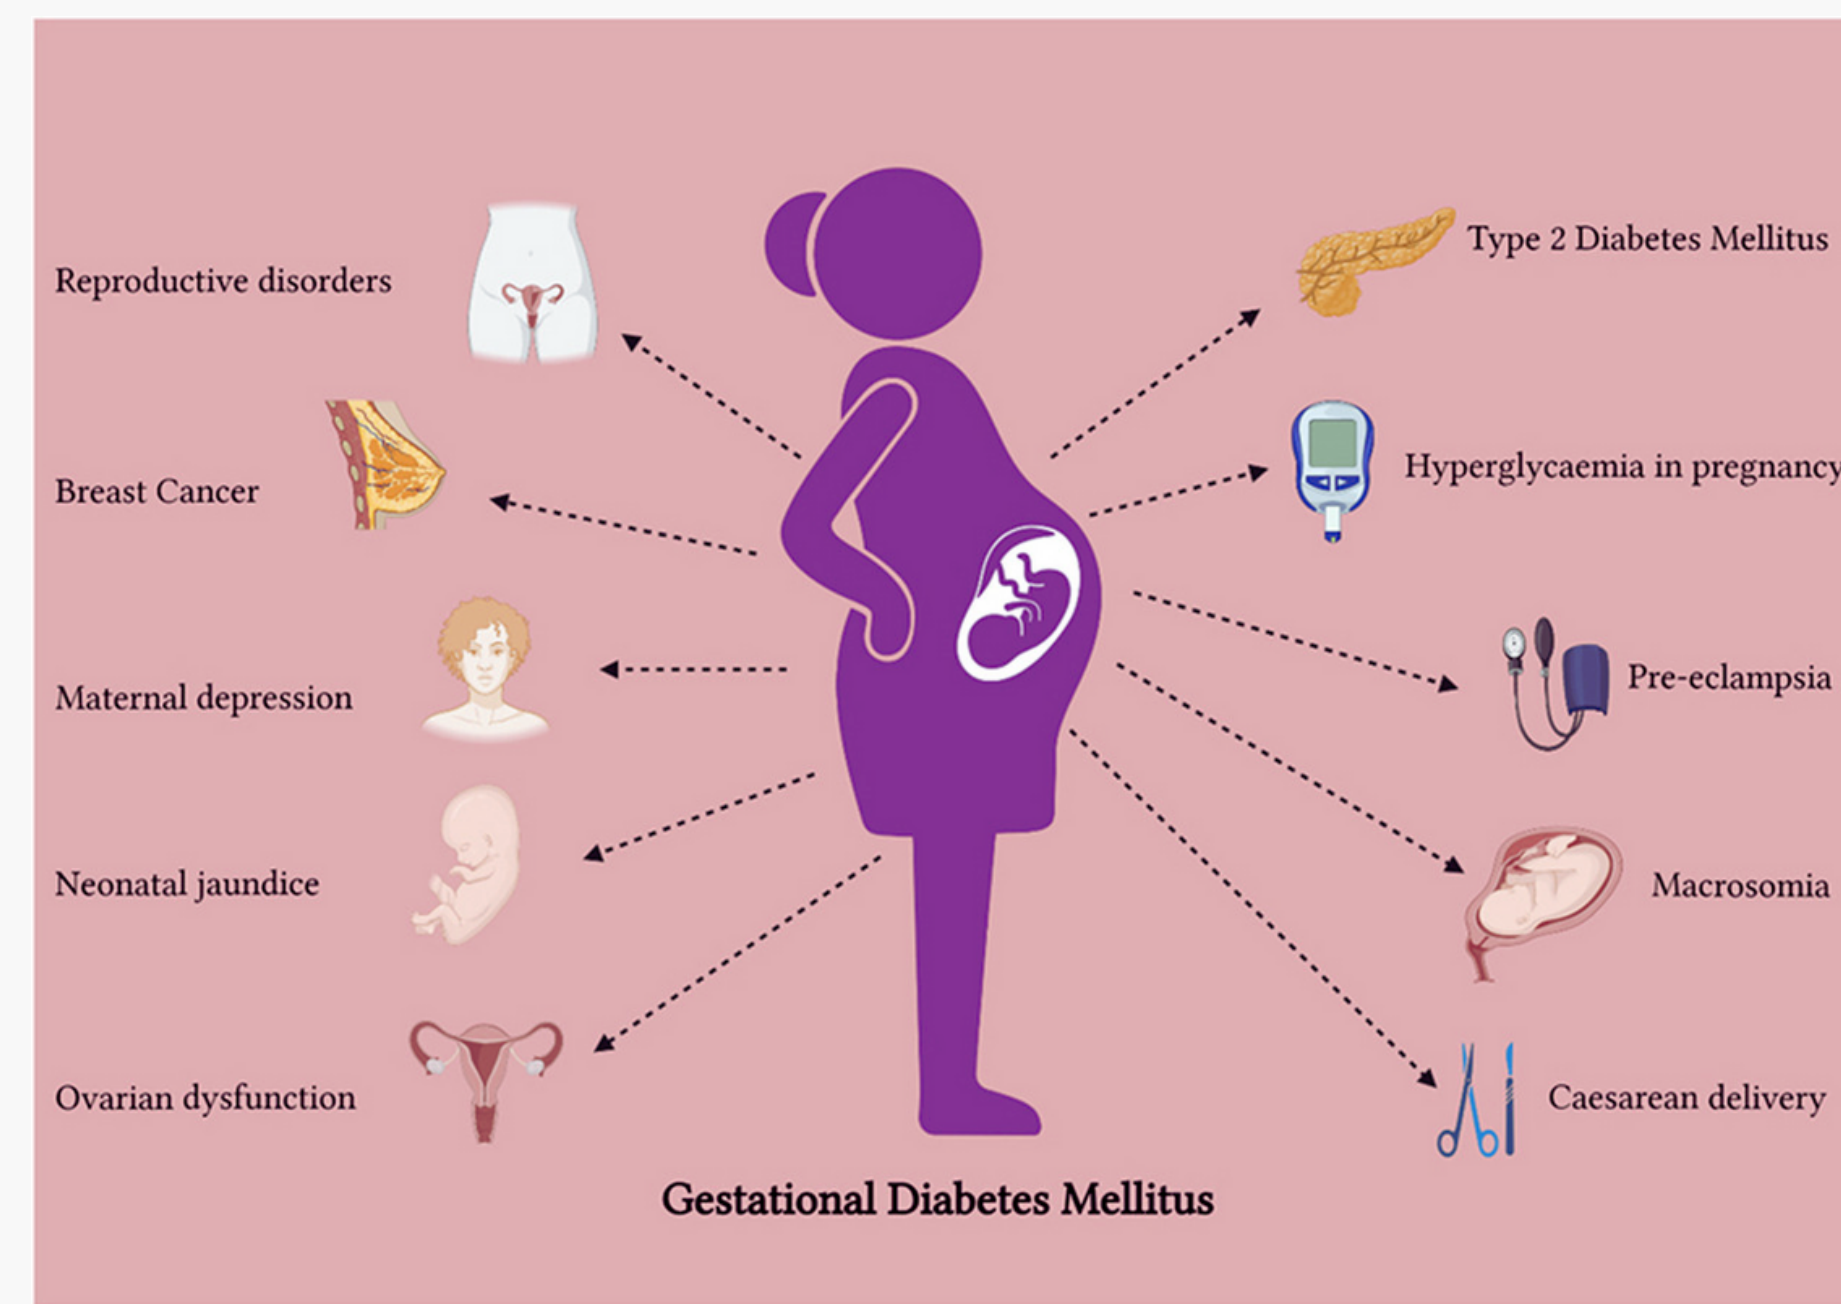 Reproductive disorders
Breast Cancer
Maternal depression
Neonatal jaundice
Ovarian dysfunction
Type 2 Diabetes Mellitus
Hyperglycaemia in pregnancy
Pre-eclampsia
Macrosomia
Caesarean delivery
Gestational Diabetes Mellitus